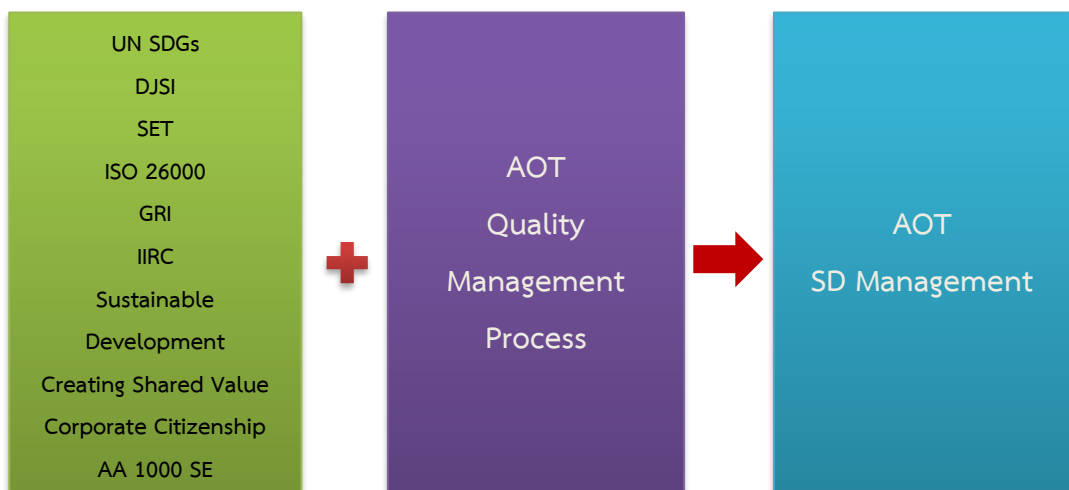 UN SDGs
DJSI
SET
ISO 26000
GRI
IIRC
Sustainable
Development
Creating Shared Value
Corporate Citizenship
AA 1000 SE
AOT
Quality
Management
Process
AOT
SD Management